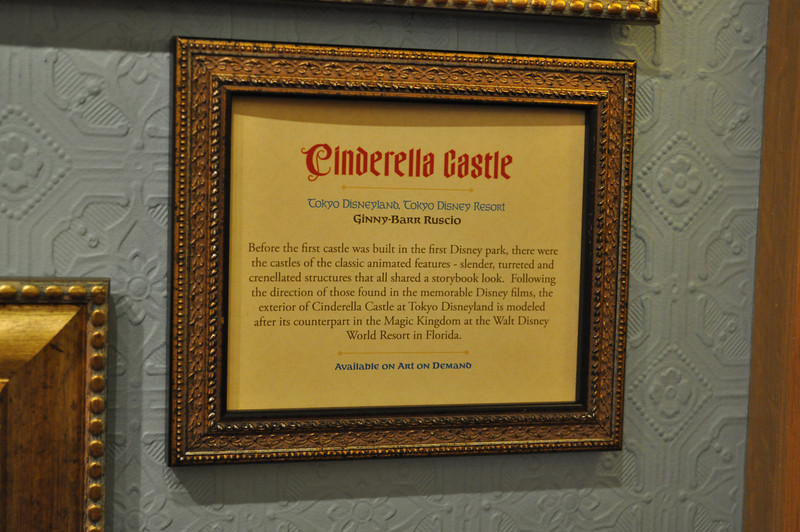 Cinderella Castle
Tokyo Disneyland, Tokyo Disney Resort
Ginny-Barr Ruscio
Before the first castle was built in the first Disney park, there were
the castles of the classic animated features - slender, turreted and
crenellated structures that all shared a storybook look. Following
the direction of those found in the memorable Disney films, the
exterior of Cinderella Castle at Tokyo Disneyland is modeled
after its counterpart in the Magic Kingdom at the Walt Disney
World Resort in Florida.
Available on Art on Demand